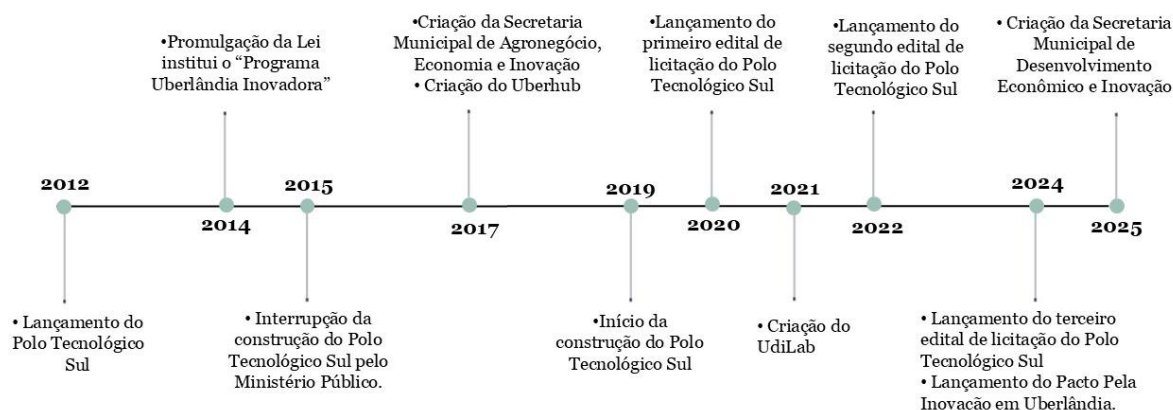 •Promulgação da Lei
institui o “Programa
Uberlândia Inovadora”
•Criação da Secretaria
Municipal de Agronegócio,
Economia e Inovação
• Criação do Uberhub
•Lançamento do
primeiro edital de
licitação do Polo
Tecnológico Sul
•Lançamento do
segundo edital de
licitação do Polo
Tecnológico Sul
• Criação da Secretaria
Municipal de
Desenvolvimento
Econômico e Inovação
2012
2014
2015
2017
2019
2020
2021
2022
2024
2025
• Lançamento do
Polo Tecnológico
Sul
• Interrupção da
construção do Polo
Tecnológico Sul pelo
Ministério Público.
•Início da
construção do Polo
Tecnológico Sul
• Criação do
UdiLab
• Lançamento do terceiro
edital de licitação do Polo
Tecnológico Sul
• Lançamento do Pacto Pela
Inovação em Uberlândia.